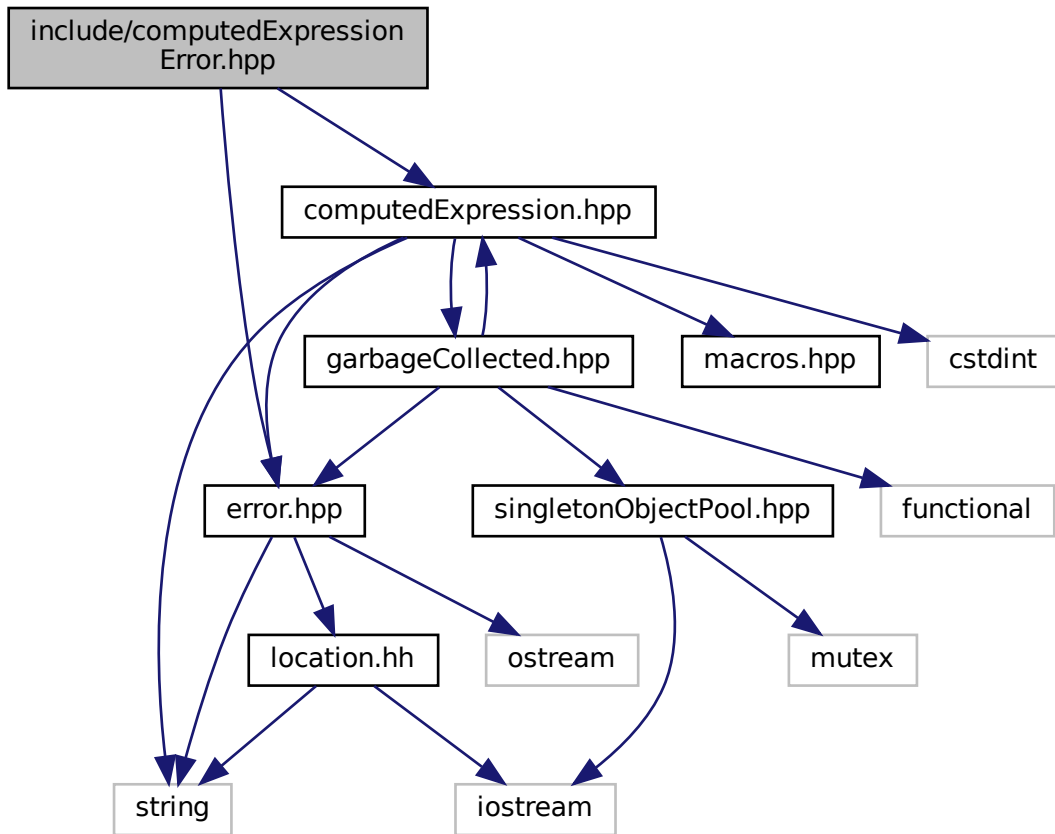 include/computedExpression
Error.hpp
computedExpression.hpp
garbageCollected.hpp
macros.hpp
cstdint
error.hpp
singletonObjectPool.hpp
functional
location.hh
ostream
mutex
string
iostream